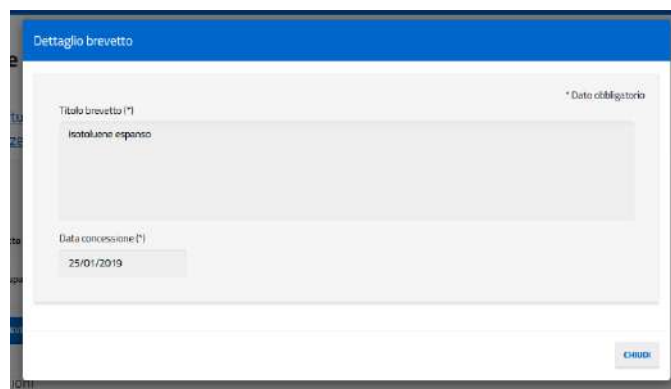 Dettaglio brevetto
* Dato obbligatorio
Titolo brevetto (*)
Isotoluene espanso
Data concessione (*)
25/01/2019
CHIUDI